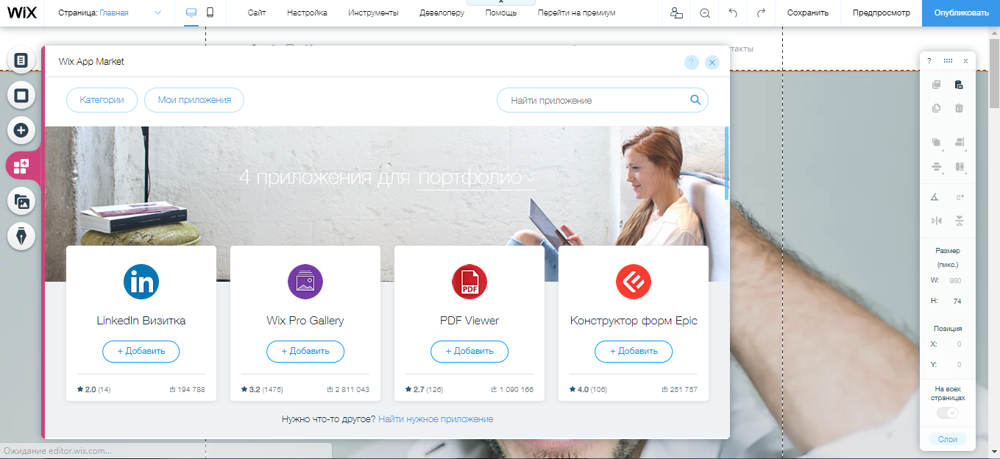 WiX Страница: Главная Сайт Настройка Инструменты Девелоперу Помощь Перейти на премиум Сохранить Предпросмотр Опубликовать
такты
Wix App Market ?
? x
Категории Мои приложения Найти приложение
4 приложения для портфолио
LinkedIn Визитка Wix Pro Gallery PDF Viewer Конструктор форм Epic
+ Добавить + Добавить + Добавить + Добавить
2.0 (14) 194 788 3.2 (1475) 2 811 043 2.7 (126) 1 090 166 4.0 (106) 251 757
Нужно что-то другое? Найти нужное приложение
0°
Размер
(пикс.)
W: 980
H: 74
Позиция
X: 0
Y: 0
На всех
страницах
Слои
in
PDF
Ожидание editor.wix.com...